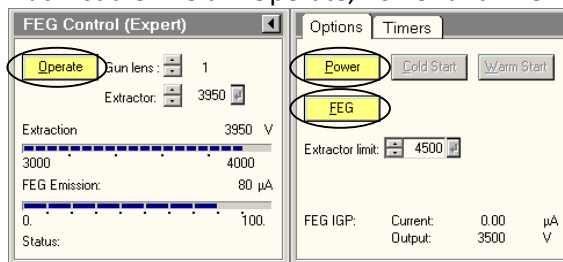 FEG Control (Expert)
Operate Gun lens : 1
Extractor: 3950
Extraction 3950 V
3000 4000
FEG Emission: 80 µA
0. 100.
Status:
Options Timers
Power Cold Start Warm Start
FEG
Extractor limit: 4500
FEG IGP: Current: 0.00 µA
Output: 3500 V